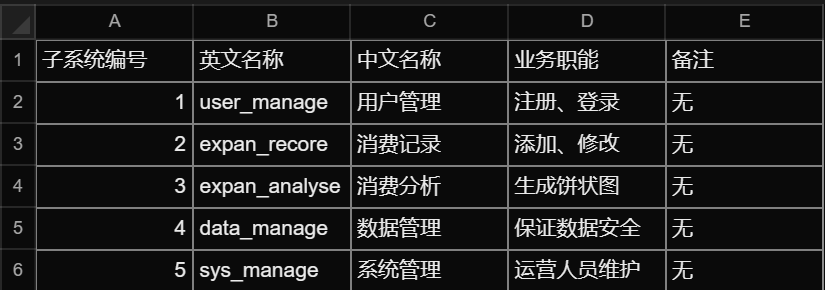 A B C D E
1 子系统编号 英文名称 中文名称 业务职能 备注
2 1 user_manage 用户管理 注册、登录 无
3 2 expan_recore 消费记录 添加、修改 无
4 3 expan_analyse 消费分析 生成饼状图 无
5 4 data_manage 数据管理 保证数据安全 无
6 5 sys_manage 系统管理 运营人员维护 无